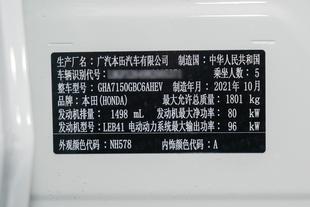 生产厂名：广汽本田汽车有限公司 制造国：中华人民共和国
车辆识别代号： 乘坐人数：5
整车型号：GHA7150GBC6AHEV 制造年月：2021年10月
品牌：本田(HONDA) 最大允许总质量：1801 kg
发动机排量：1498 mL 发动机最大净功率：80 kW
发动机型号：LEB41 电动动力系统最大输出功率：96 kW
外观颜色代码：NH578 内饰颜色代码：A